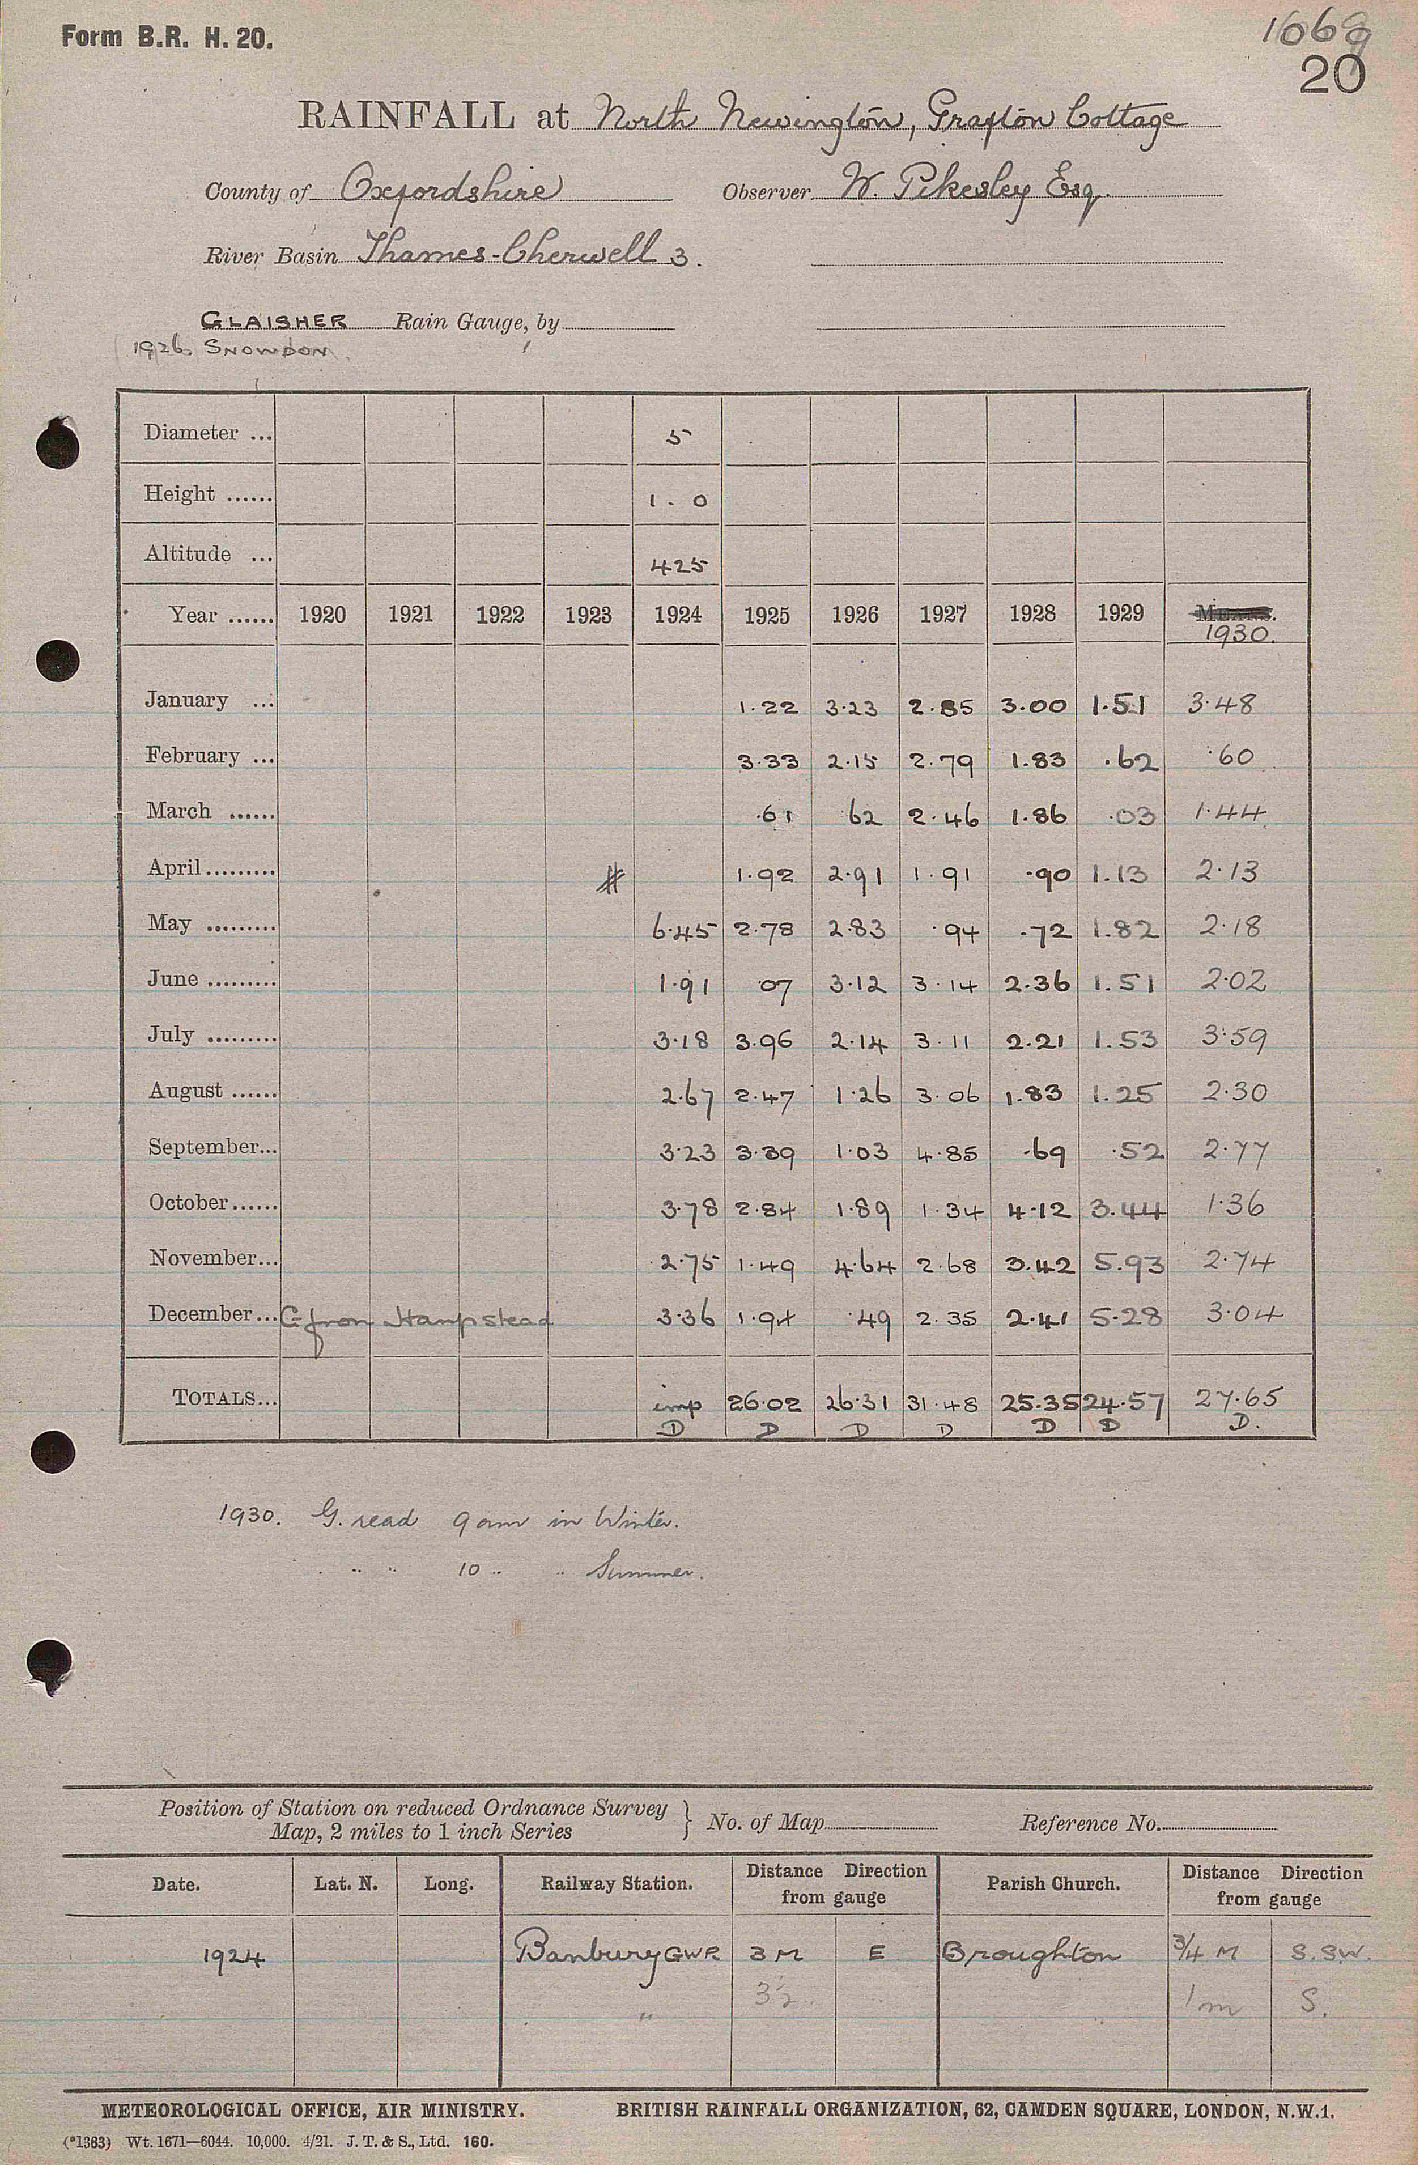 Form B.R. H. 20.
1068
20
RAINFALL at North Newington, Grafton Cottage
County of Oxfordshire Observer W. Pikesley Esq.
River Basin Thames-Cherwell 3.
GLAISHER Rain Gauge, by
1926. SNOWDON.
Diameter ... 5
Height ...... 1.0
Altitude ... 425
Year ...... 1920 1921 1922 1923 1924 1925 1926 1927 1928 1929 1930.
January ... 1.22 3.23 2.85 3.00 1.51 3.48
February ... 3.33 2.15 2.79 1.83 .62 .60
March ...... .61 62 2.46 1.86 .03 1.44
April......... # 1.92 2.91 1.91 .90 1.13 2.13
May ......... 6.45 2.78 2.83 .94 .72 1.82 2.18
June ......... 1.91 07 3.12 3.14 2.36 1.51 2.02
July ......... 3.18 3.96 2.14 3.11 2.21 1.53 3.59
August ...... 2.67 2.47 1.26 3.06 1.83 1.25 2.30
September... 3.23 3.39 1.03 4.85 .69 .52 2.77
October...... 3.78 2.84 1.89 1.34 4.12 3.44 1.36
November... 2.75 1.49 4.64 2.68 3.42 5.93 2.74
December... G from Hampstead 3.36 1.94 .49 2.35 2.41 5.28 3.04
TOTALS... imp 26.02 26.31 31.48 25.35 24.57 27.65
D D D D D D D.
1930. G. read 9 am in Winter.
" " 10 " " Summer.
Position of Station on reduced Ordnance Survey
Map, 2 miles to 1 inch Series } No. of Map Reference No.
Date. Lat. N. Long. Railway Station. Distance Direction from gauge Parish Church. Distance Direction from gauge
1924 Banbury GWR 3 M E Broughton 3/4 M S.SW.
" 3½ 1m S.
METEOROLOGICAL OFFICE, AIR MINISTRY. BRITISH RAINFALL ORGANIZATION, 62, CAMDEN SQUARE, LONDON, N.W.1.
(*1383) Wt. 1671—6044. 10,000. 4/21. J. T. & S., Ltd. 160.